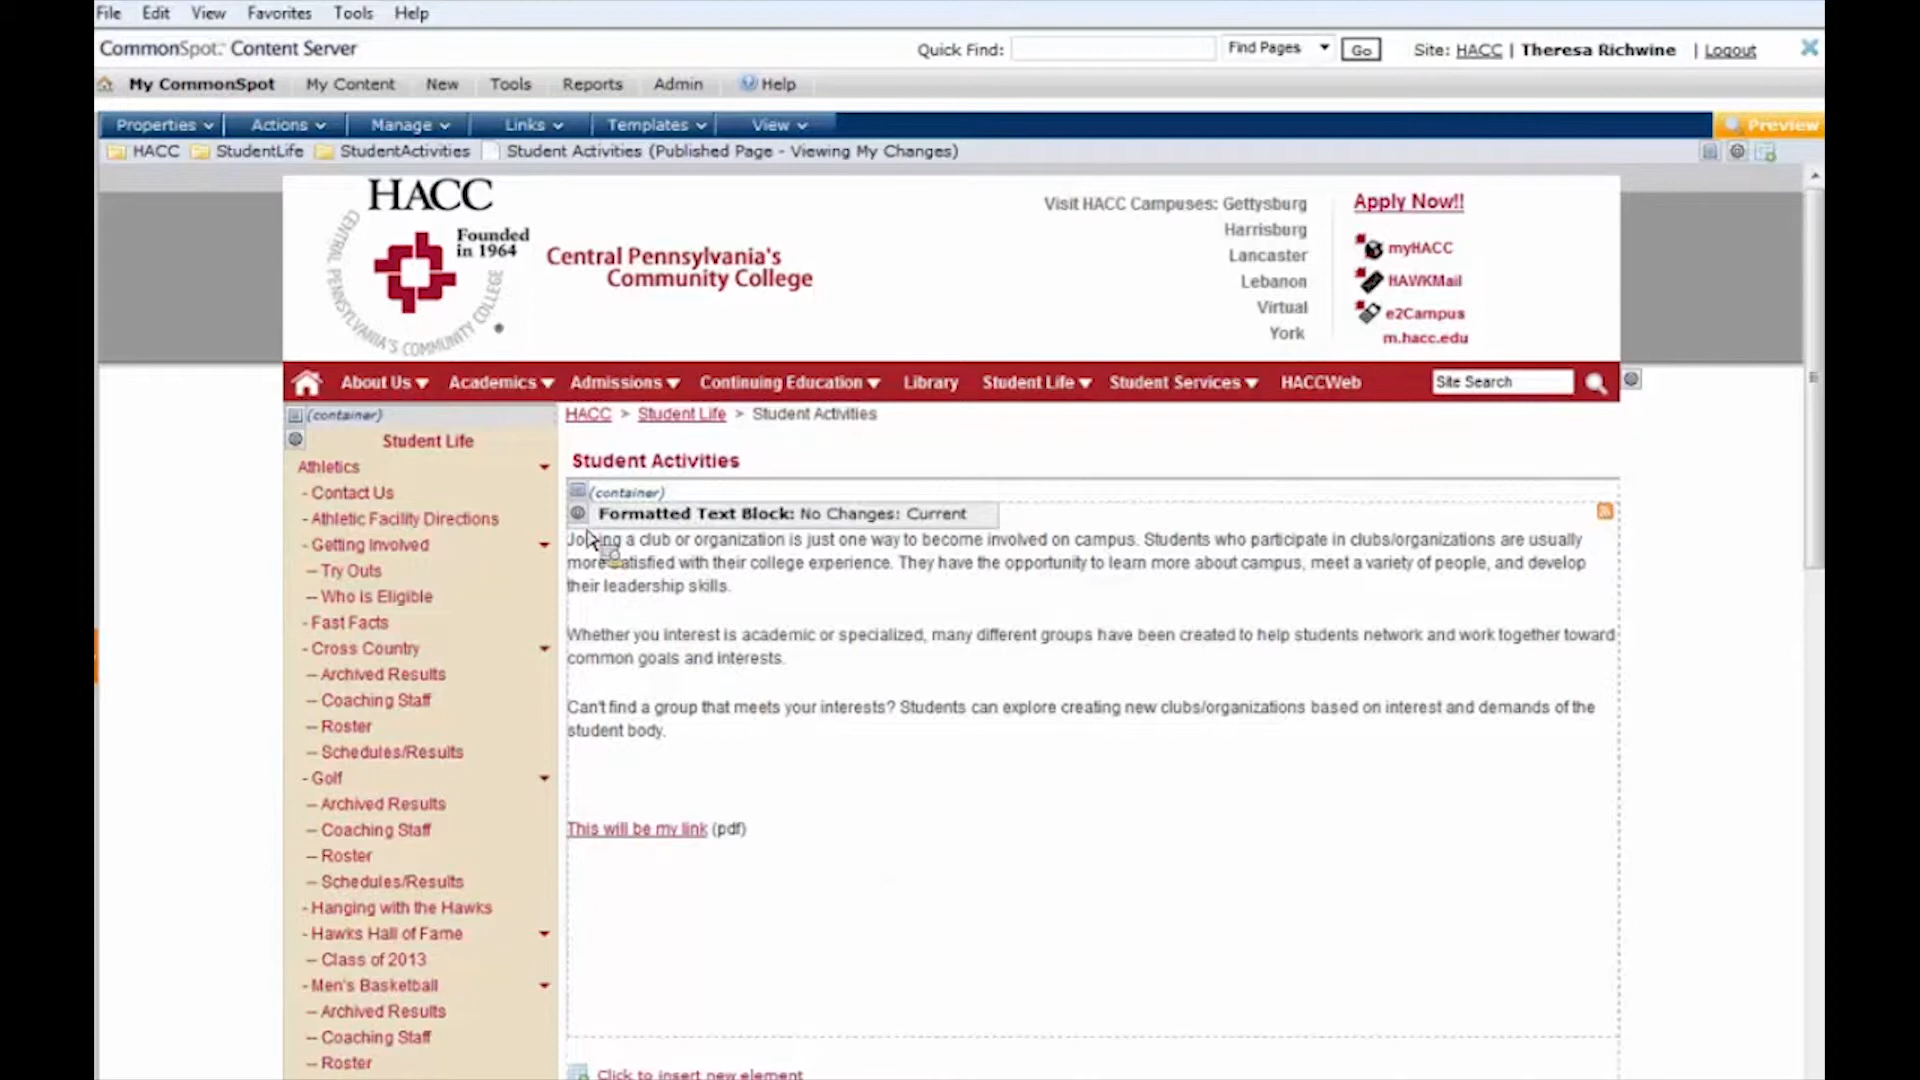 File Edit View Favorites Tools Help
CommonSpot: Content Server
Quick Find: Find Pages Go Site: HACC | Theresa Richwine | Logout
My CommonSpot My Content New Tools Reports Admin Help
Properties Actions Manage Links Templates View Preview
HACC StudentLife StudentActivities Student Activities (Published Page - Viewing My Changes)
HACC
Founded
in 1964
CENTRAL PENNSYLVANIA'S COMMUNITY COLLEGE
Central Pennsylvania's
Community College
Visit HACC Campuses: Gettysburg
Harrisburg
Lancaster
Lebanon
Virtual
York
Apply Now!!
myHACC
HAWKMail
e2Campus
m.hacc.edu
About Us Academics Admissions Continuing Education Library Student Life Student Services HACCWeb Site Search
(container)
Student Life
Athletics
- Contact Us
- Athletic Facility Directions
- Getting Involved
-- Try Outs
-- Who is Eligible
- Fast Facts
- Cross Country
-- Archived Results
-- Coaching Staff
-- Roster
-- Schedules/Results
- Golf
-- Archived Results
-- Coaching Staff
-- Roster
-- Schedules/Results
- Hanging with the Hawks
- Hawks Hall of Fame
-- Class of 2013
- Men's Basketball
-- Archived Results
-- Coaching Staff
-- Roster
HACC > Student Life > Student Activities
Student Activities
(container)
Formatted Text Block: No Changes: Current
Joining a club or organization is just one way to become involved on campus. Students who participate in clubs/organizations are usually
more satisfied with their college experience. They have the opportunity to learn more about campus, meet a variety of people, and develop
their leadership skills.
Whether you interest is academic or specialized, many different groups have been created to help students network and work together toward
common goals and interests.
Can't find a group that meets your interests? Students can explore creating new clubs/organizations based on interest and demands of the
student body.
This will be my link (pdf)
Click to insert new element